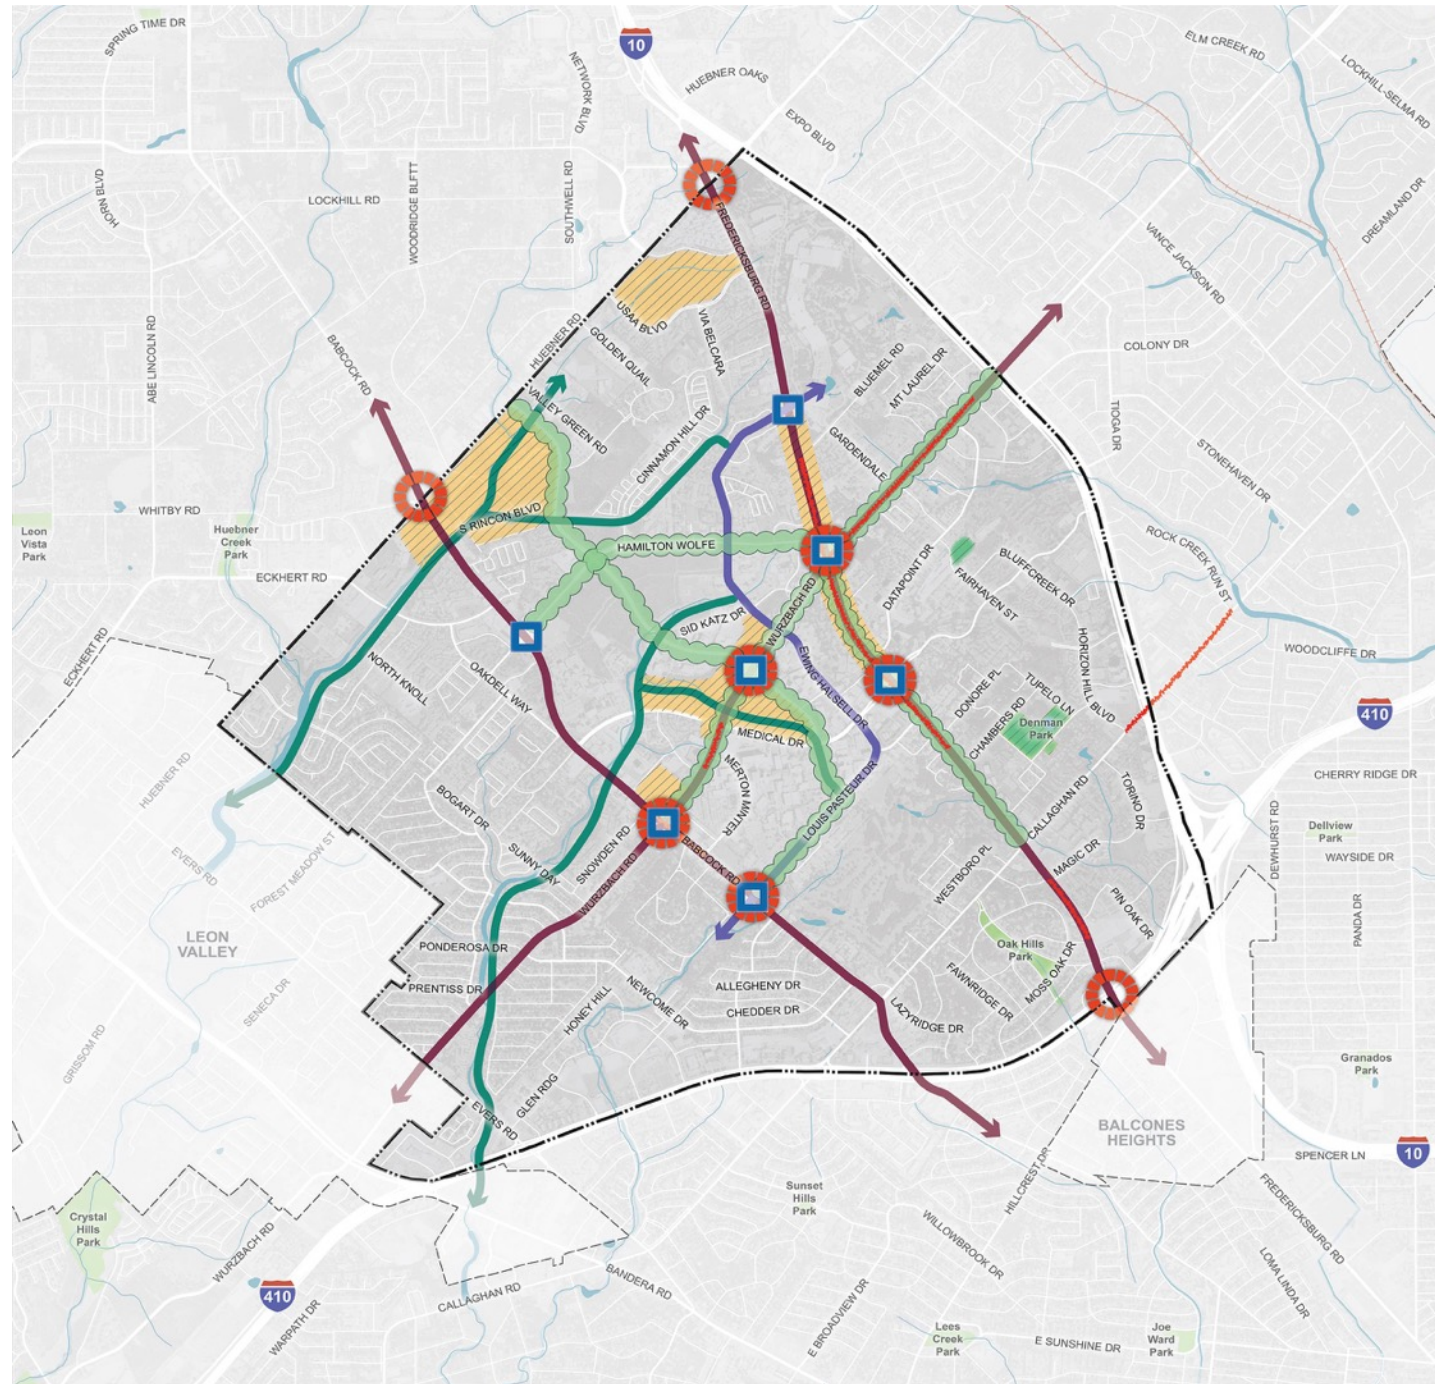 SPRING TIME DR
10
ELM CREEK RD
LOCKHILL-SELMA RD
NETWORK BLVD
HUEBNER OAKS
EXPO BLVD
HORN BLVD
LOCKHILL RD
WOODRIDGE BLFTT
SOUTHWELL RD
DREAMLAND DR
VANCE JACKSON RD
FREDERICKSBURG RD
USAA BLVD
HUEBNER RD
GOLDEN QUAIL
VIA BELCARA
ABE LINCOLN RD
BABCOCK RD
COLONY DR
BLUEMEL RD
MT LAUREL DR
VALLEY GREEN RD
CINNAMON HILL DR
GARDENDALE
TIOGA DR
STONEHAVEN DR
WHITBY RD
S RINCON BLVD
Leon
Vista
Park
Huebner
Creek
Park
HAMILTON WOLFE
ROCK CREEK RUN ST
ECKHERT RD
DATAPOINT DR
BLUFFCREEK DR
FAIRHAVEN ST
WURZBACH RD
SID KATZ DR
ECKHERT RD
NORTH KNOLL
OAKDELL WAY
EWING HALSELL DR
HORIZON HILL BLVD
WOODCLIFFE DR
DONORE PL
TUPELO LN
CHAMBERS RD
Denman
Park
410
MEDICAL DR
HUEBNER RD
MERTON MINTER
LOUIS PASTEUR DR
CALLAGHAN RD
TORINO DR
CHERRY RIDGE DR
BOGART DR
DEWHURST RD
Dellview
Park
WAYSIDE DR
EVERS RD
FOREST MEADOW ST
SUNNY DAY
SNOWDEN RD
WURZBACH RD
BABCOCK RD
WESTBORO PL
MAGIC DR
PIN OAK DR
PANDA DR
LEON
VALLEY
PONDEROSA DR
Oak Hills
Park
MOSS OAK DR
PRENTISS DR
SENECA DR
HONEY HILL
NEWCOME DR
ALLEGHENY DR
CHEDDER DR
LAZYRIDGE DR
FAWNRIDGE DR
GRISSOM RD
Granados
Park
GLEN RDG
EVERS RD
BALCONES
HEIGHTS
10
SPENCER LN
HILLCREST DR
Sunset
Hills
Park
FREDERICKSBURG RD
Crystal
Hills
Park
WURZBACH RD
WILLOWBROOK DR
LOMA LINDA DR
410
CALLAGHAN RD
BANDERA RD
WARPATH DR
E BROADVIEW DR
Lees
Creek
Park
E SUNSHINE DR
Joe
Ward
Park